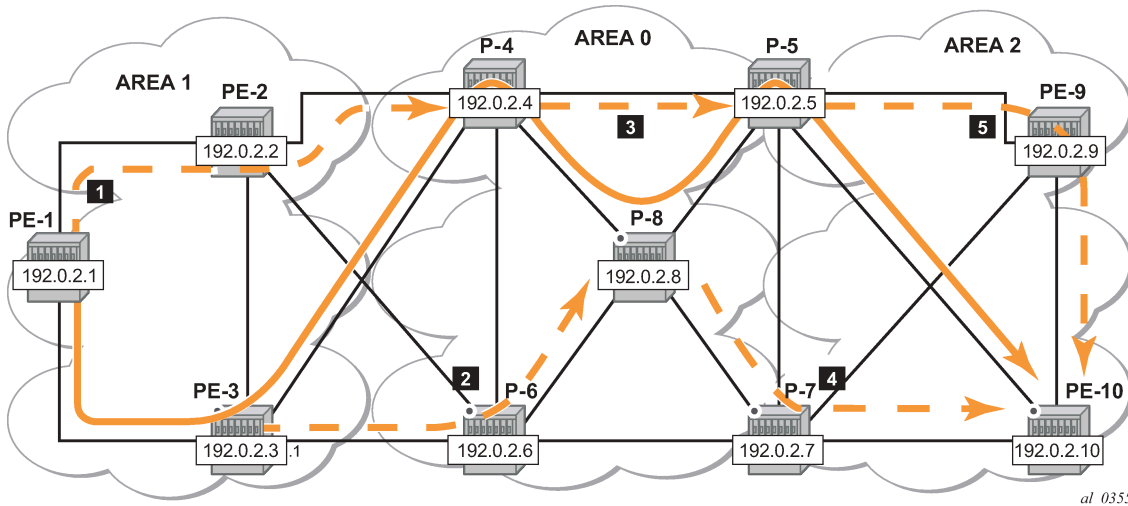 AREA 0
P-4
P-5
AREA 2
AREA 1
PE-2
PE-9
192.0.2.4
192.0.2.5
3
5
192.0.2.2
192.0.2.9
1
PE-1
P-8
192.0.2.1
192.0.2.8
2
4
PE-3
P-6
P-7
PE-10
192.0.2.3
.1
192.0.2.6
192.0.2.7
192.0.2.10
al_0355